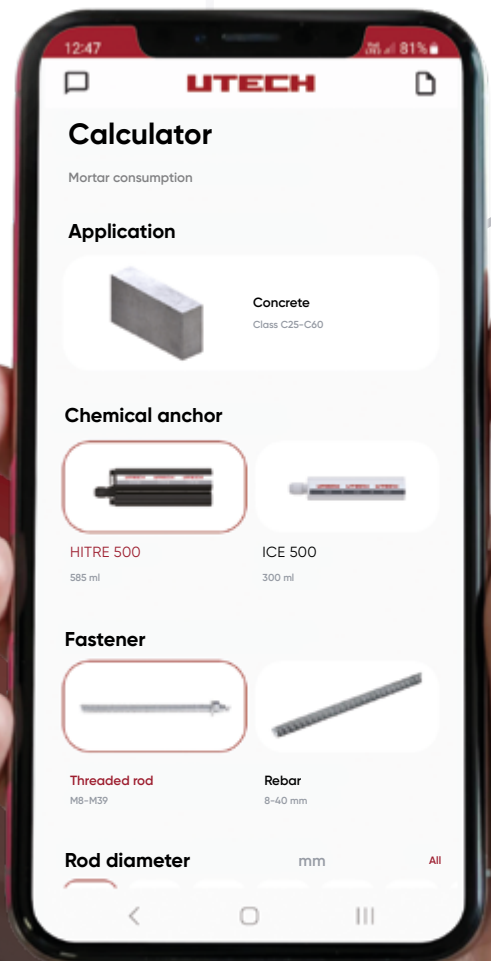 12:47
81%
UTECH
Calculator
Mortar consumption
Application
Concrete
Class C25-C60
Chemical anchor
HITRE 500
585 ml
ICE 500
300 ml
Fastener
Threaded rod
M8-M39
Rebar
8-40 mm
Rod diameter mm All